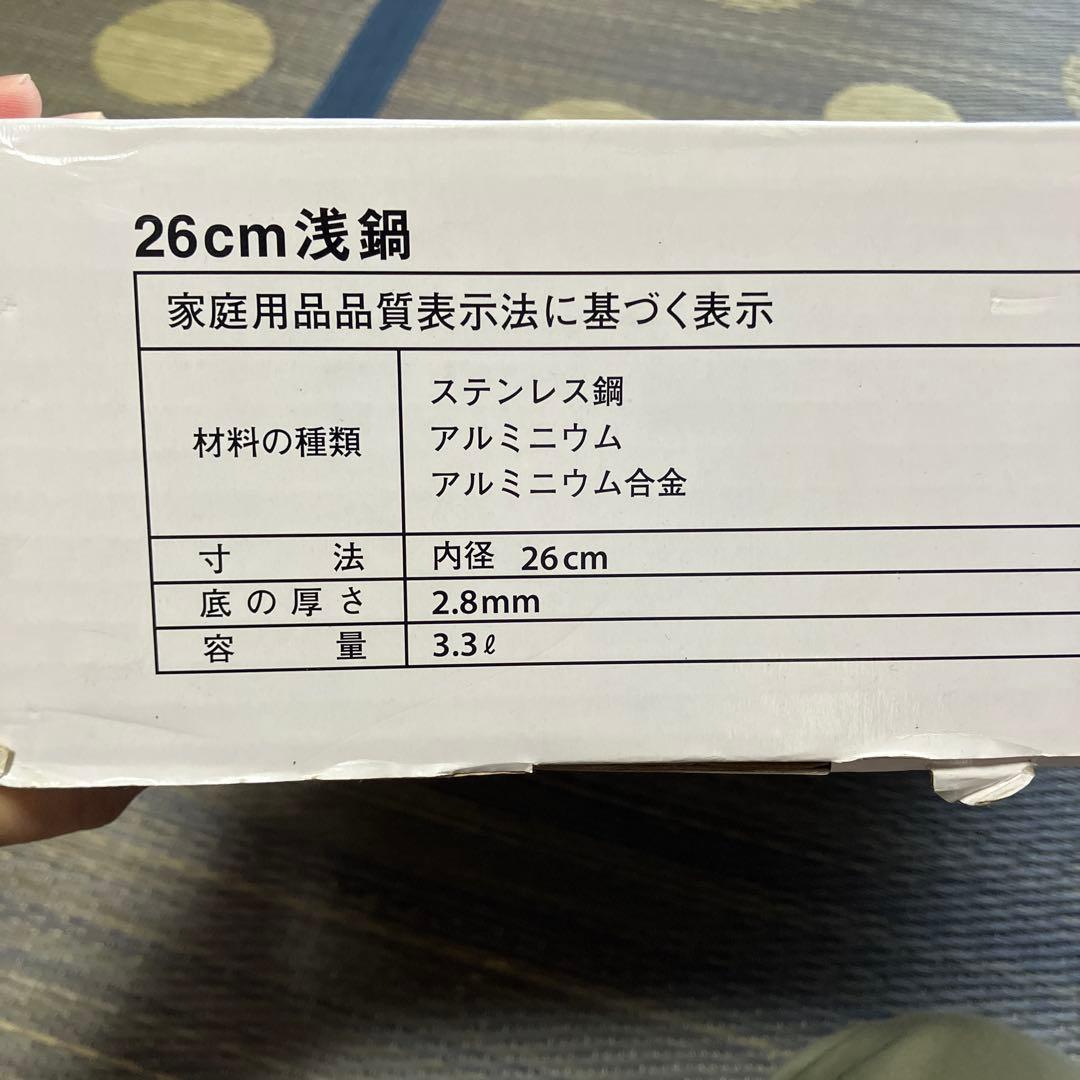 26cm浅鍋
家庭用品品質表示法に基づく表示
材料の種類
ステンレス鋼
アルミニウム
アルミニウム合金
寸法 内径 26cm
底の厚さ 2.8mm
容量 3.3ℓ